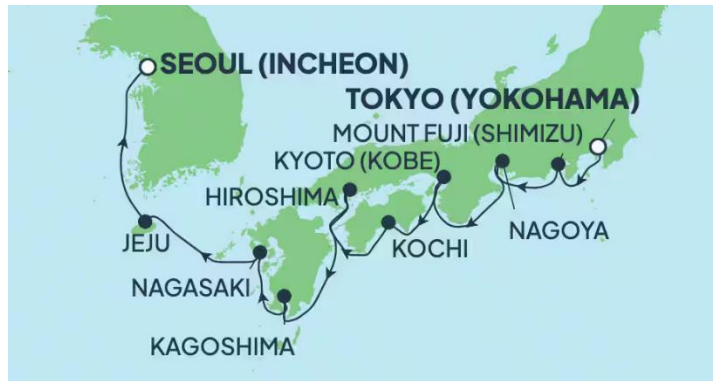 SEOUL (INCHEON)
TOKYO (YOKOHAMA)
MOUNT FUJI (SHIMIZU)
KYOTO (KOBE)
HIROSHIMA
NAGOYA
JEJU
KOCHI
NAGASAKI
KAGOSHIMA